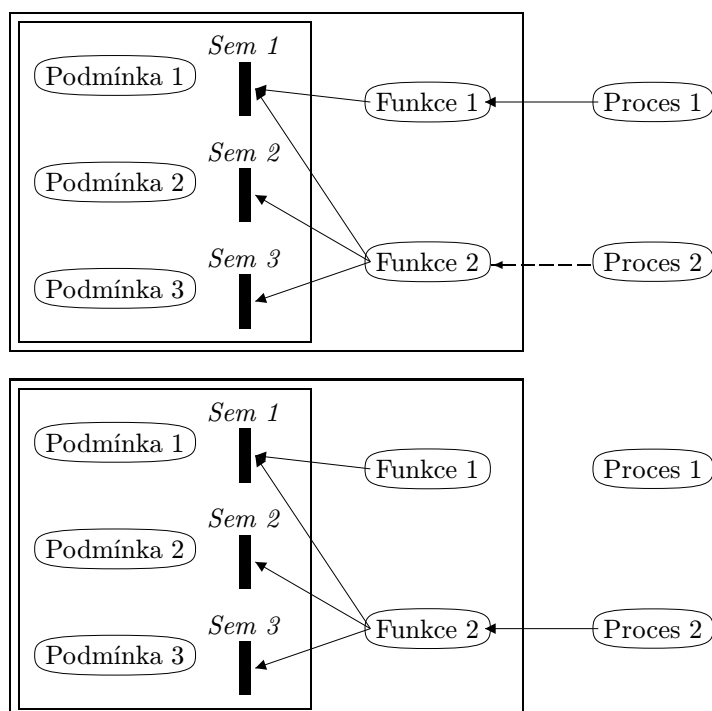 Sem 1
Podmínka 1
Funkce 1
Proces 1
Sem 2
Podmínka 2
Sem 3
Funkce 2
Proces 2
Podmínka 3
Sem 1
Podmínka 1
Funkce 1
Proces 1
Sem 2
Podmínka 2
Sem 3
Funkce 2
Proces 2
Podmínka 3